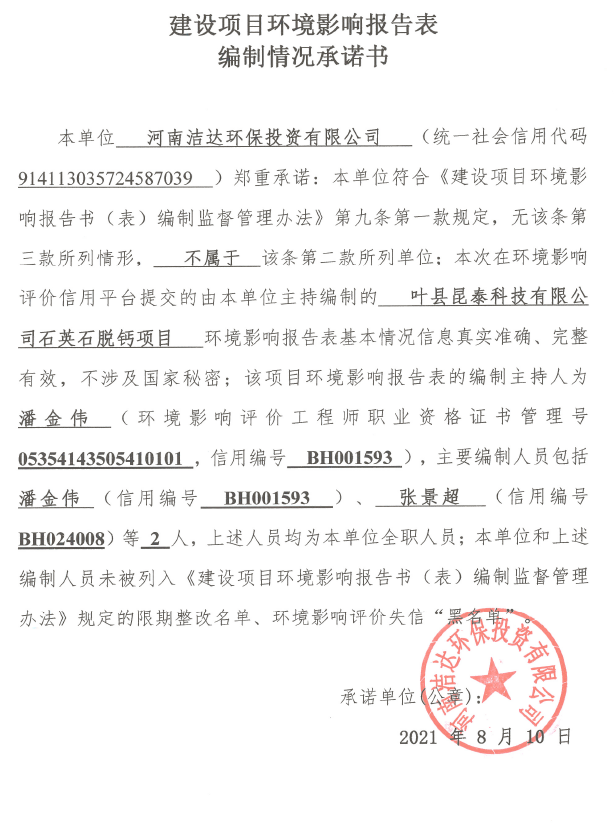 建设项目环境影响报告表
编制情况承诺书
本单位 河南洁达环保投资有限公司 （统一社会信用代码
914113035724587039 ）郑重承诺：本单位符合《建设项目环境影
响报告书（表）编制监督管理办法》第九条第一款规定，无该条第
三款所列情形， 不属于 该条第二款所列单位；本次在环境影响
评价信用平台提交的由本单位主持编制的 叶县昆泰科技有限公
司石英石脱钙项目 环境影响报告表基本情况信息真实准确、完整
有效，不涉及国家秘密；该项目环境影响报告表的编制主持人为
潘金伟 （环境影响评价工程师职业资格证书管理号
05354143505410101 ，信用编号 BH001593 ），主要编制人员包括
潘金伟 （信用编号 BH001593 ）、 张景超 （信用编号
BH024008）等 2 人，上述人员均为本单位全职人员；本单位和上述
编制人员未被列入《建设项目环境影响报告书（表）编制监督管理
办法》规定的限期整改名单、环境影响评价失信“黑名单”。
承诺单位(公章)：
河南洁达环保投资有限公司
2021 年 8 月 10 日